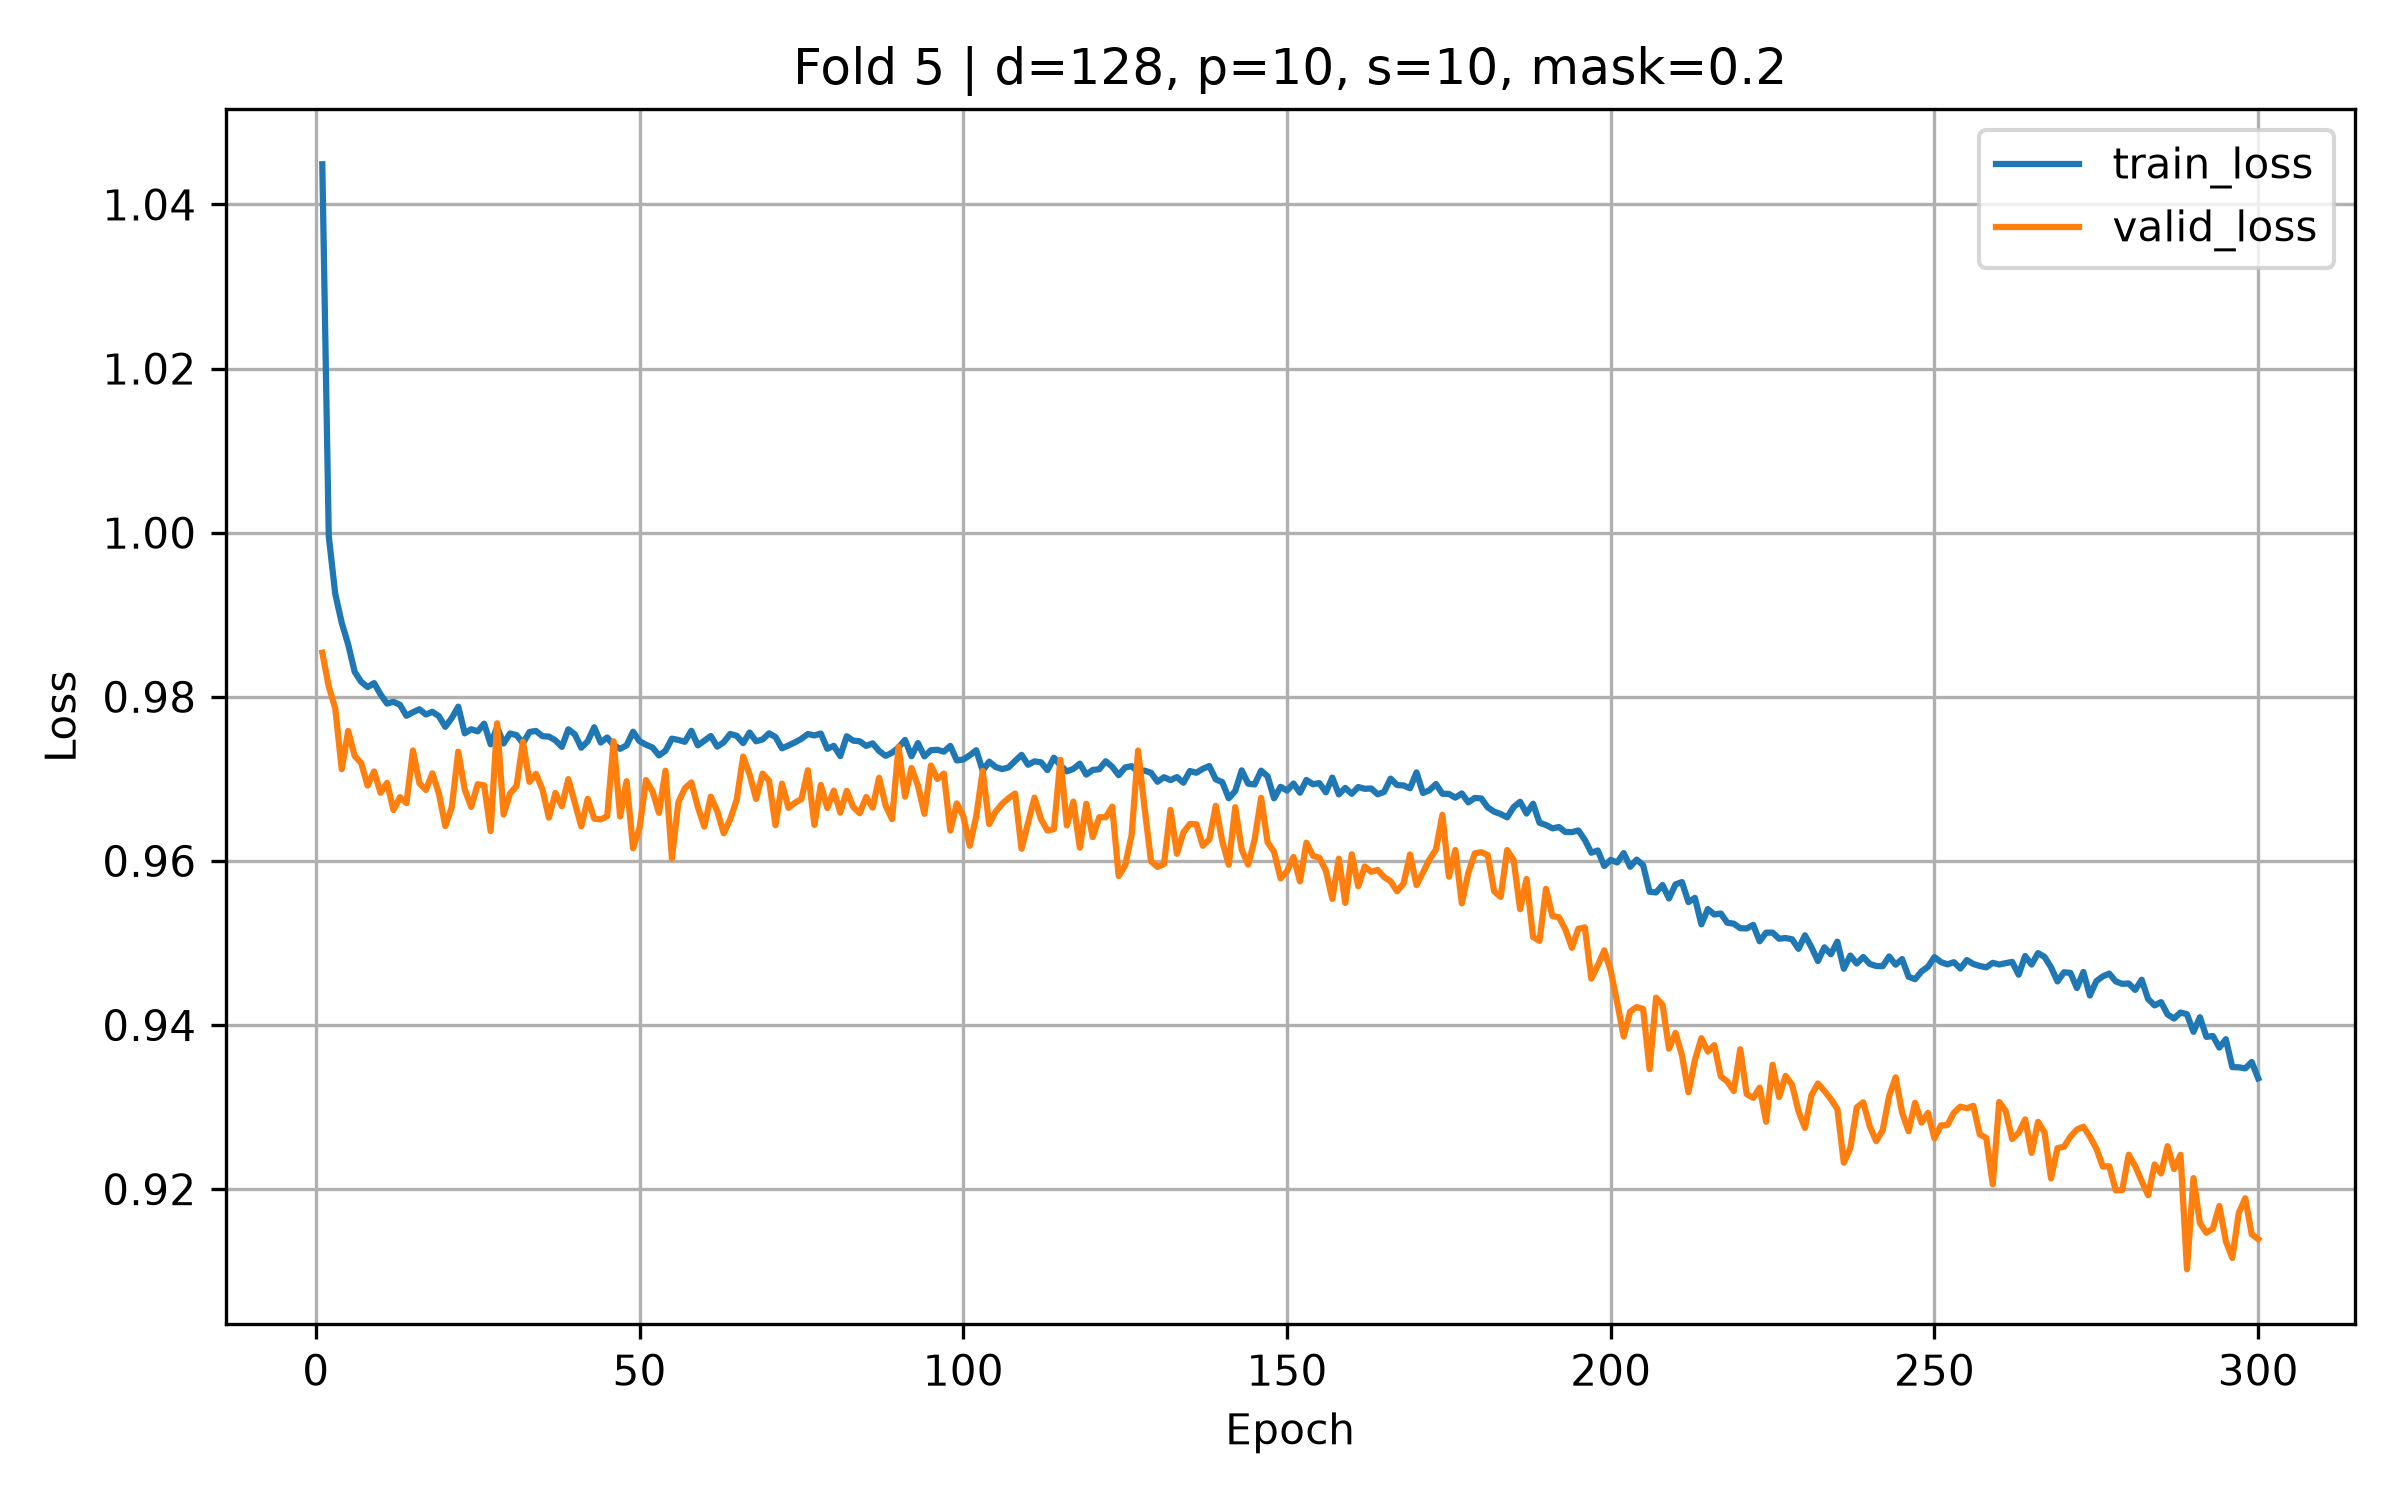 Fold 5 | d=128, p=10, s=10, mask=0.2
train_loss
valid_loss
Loss
1.04
1.02
1.00
0.98
0.96
0.94
0.92
0 50 100 150 200 250 300
Epoch